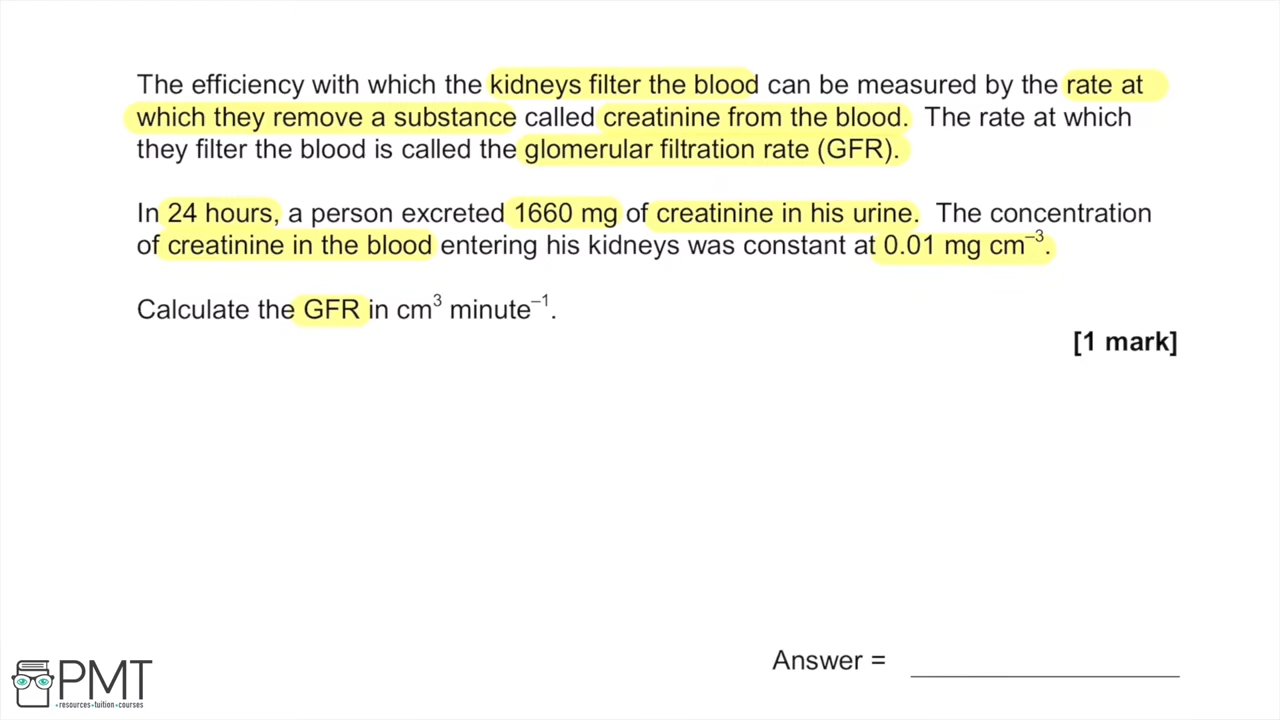 The efficiency with which the kidneys filter the blood can be measured by the rate at
which they remove a substance called creatinine from the blood. The rate at which
they filter the blood is called the glomerular filtration rate (GFR).
In 24 hours, a person excreted 1660 mg of creatinine in his urine. The concentration
of creatinine in the blood entering his kidneys was constant at 0.01 mg cm⁻³.
Calculate the GFR in cm³ minute⁻¹.
[1 mark]
Answer =
PMT
•resources•tuition•courses